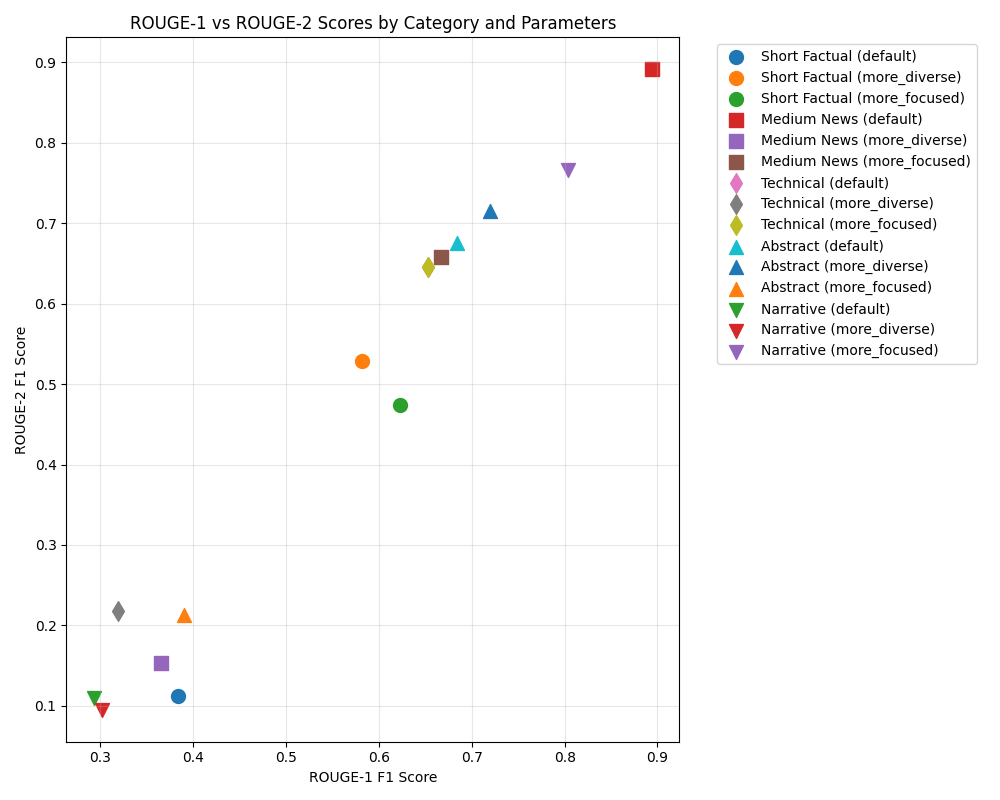 ROUGE-1 vs ROUGE-2 Scores by Category and Parameters
ROUGE-2 F1 Score
0.9
0.8
0.7
0.6
0.5
0.4
0.3
0.2
0.1
0.3 0.4 0.5 0.6 0.7 0.8 0.9
ROUGE-1 F1 Score
Short Factual (default)
Short Factual (more_diverse)
Short Factual (more_focused)
Medium News (default)
Medium News (more_diverse)
Medium News (more_focused)
Technical (default)
Technical (more_diverse)
Technical (more_focused)
Abstract (default)
Abstract (more_diverse)
Abstract (more_focused)
Narrative (default)
Narrative (more_diverse)
Narrative (more_focused)